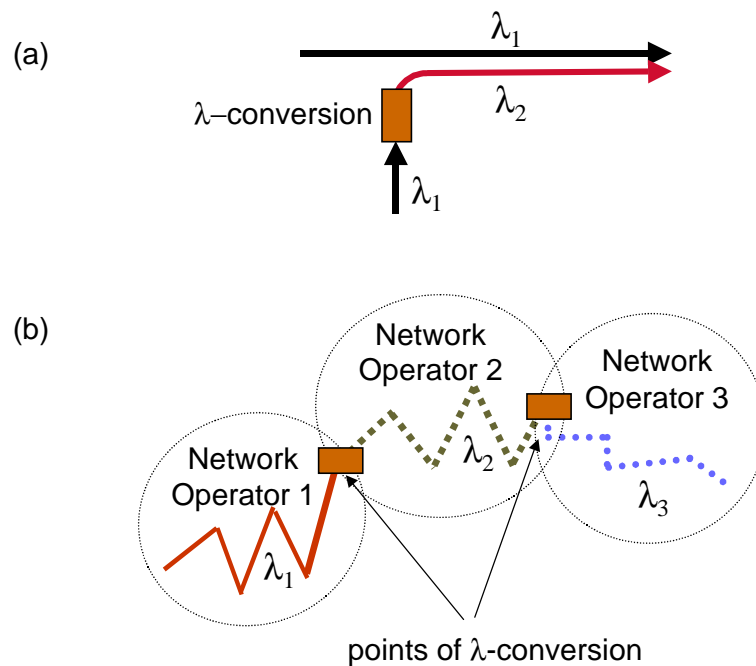 (a)
λ1
λ2
λ–conversion
λ1
(b)
Network
Operator 2
Network
Operator 3
Network
Operator 1
λ2
λ3
λ1
points of λ-conversion